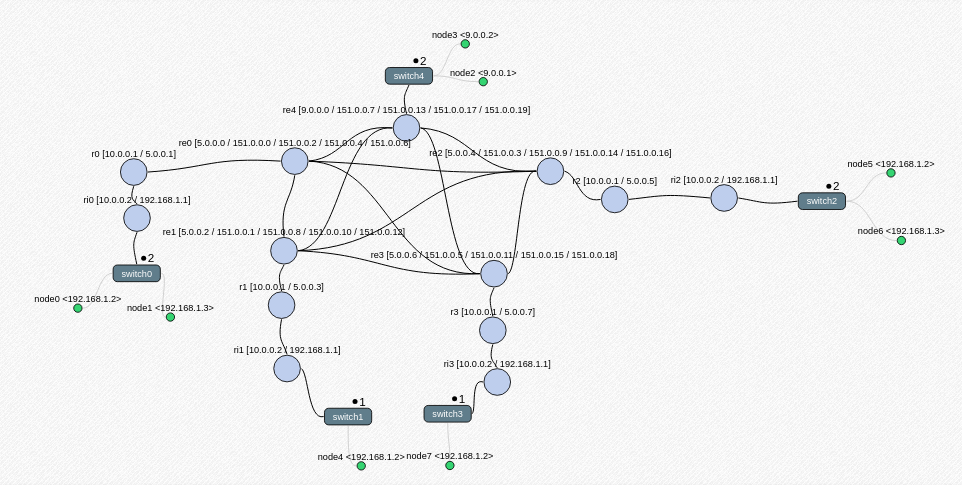 node3 <9.0.0.2>
2
switch4
node2 <9.0.0.1>
re4 [9.0.0.0 / 151.0.0.7 / 151.0.0.13 / 151.0.0.17 / 151.0.0.19]
re0 [5.0.0.0 / 151.0.0.0 / 151.0.0.2 / 151.0.0.4 / 151.0.0.6]
r0 [10.0.0.1 / 5.0.0.1]
re2 [5.0.0.4 / 151.0.0.3 / 151.0.0.9 / 151.0.0.14 / 151.0.0.16]
node5 <192.168.1.2>
r2 [10.0.0.1 / 5.0.0.5]
ri2 [10.0.0.2 / 192.168.1.1]
2
switch2
ri0 [10.0.0.2 / 192.168.1.1]
re1 [5.0.0.2 / 151.0.0.1 / 151.0.0.8 / 151.0.0.10 / 151.0.0.12]
node6 <192.168.1.3>
2
switch0
re3 [5.0.0.6 / 151.0.0.5 / 151.0.0.11 / 151.0.0.15 / 151.0.0.18]
r1 [10.0.0.1 / 5.0.0.3]
node0 <192.168.1.2>
node1 <192.168.1.3>
r3 [10.0.0.1 / 5.0.0.7]
ri1 [10.0.0.2 / 192.168.1.1]
ri3 [10.0.0.2 / 192.168.1.1]
1
switch1
1
switch3
node4 <192.168.1.2>
node7 <192.168.1.2>